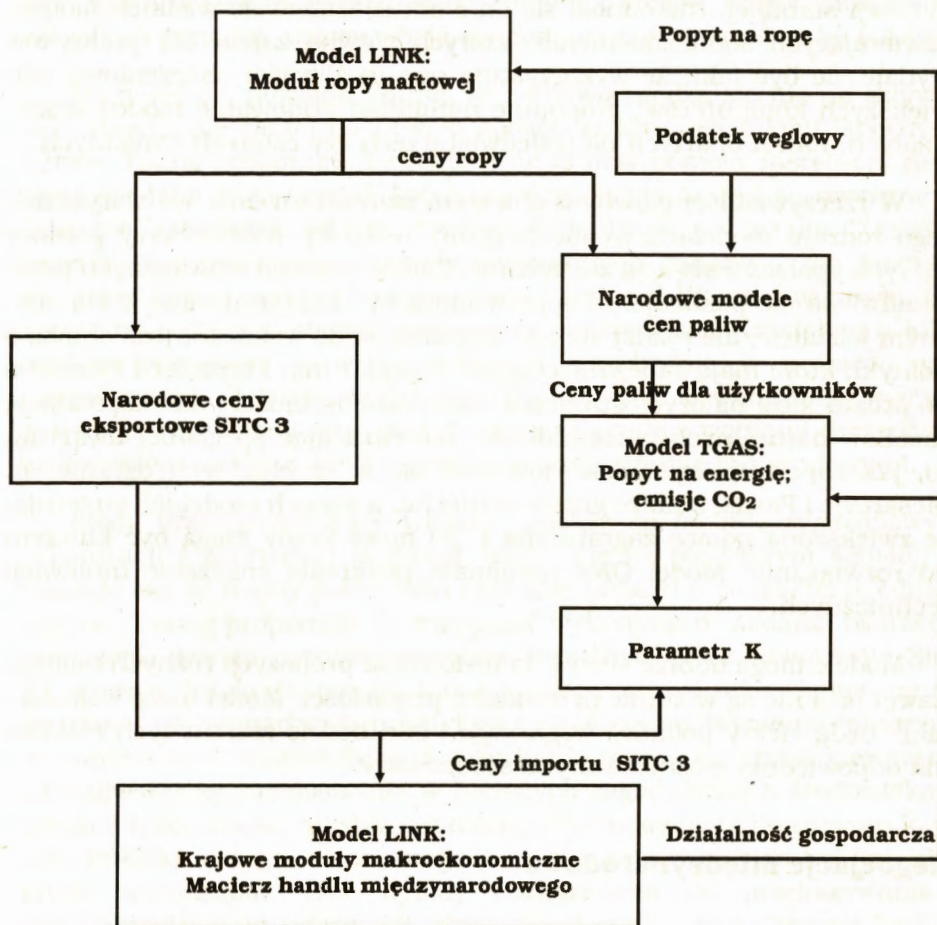 Model LINK:
Moduł ropy naftowej
Popyt na ropę
Podatek węglowy
ceny ropy
Narodowe modele
cen paliw
Narodowe ceny
eksportowe SITC 3
Ceny paliw dla użytkowników
Model TGAS:
Popyt na energię;
emisje CO₂
Parametr K
Ceny importu SITC 3
Model LINK:
Krajowe moduły makroekonomiczne
Macierz handlu międzynarodowego
Działalność gospodarcza